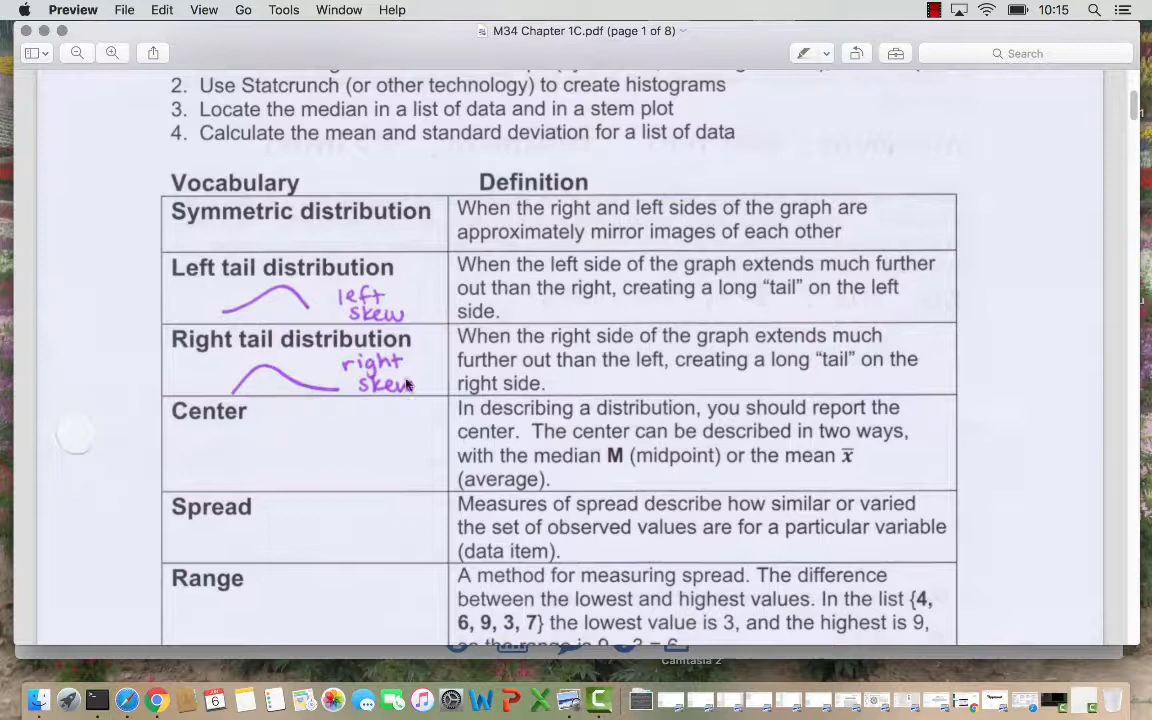 Preview File Edit View Go Tools Window Help 10:15
M34 Chapter 1C.pdf (page 1 of 8)
Search
2. Use Statcrunch (or other technology) to create histograms
3. Locate the median in a list of data and in a stem plot
4. Calculate the mean and standard deviation for a list of data
Vocabulary Definition
Symmetric distribution
When the right and left sides of the graph are
approximately mirror images of each other
Left tail distribution
left
skew
When the left side of the graph extends much further
out than the right, creating a long “tail” on the left
side.
Right tail distribution
right
skew
When the right side of the graph extends much
further out than the left, creating a long “tail” on the
right side.
Center
In describing a distribution, you should report the
center. The center can be described in two ways,
with the median M (midpoint) or the mean x̅
(average).
Spread
Measures of spread describe how similar or varied
the set of observed values are for a particular variable
(data item).
Range
A method for measuring spread. The difference
between the lowest and highest values. In the list {4,
6, 9, 3, 7} the lowest value is 3, and the highest is 9,
so the range is 9 – 3 = 6
Camtasia 2